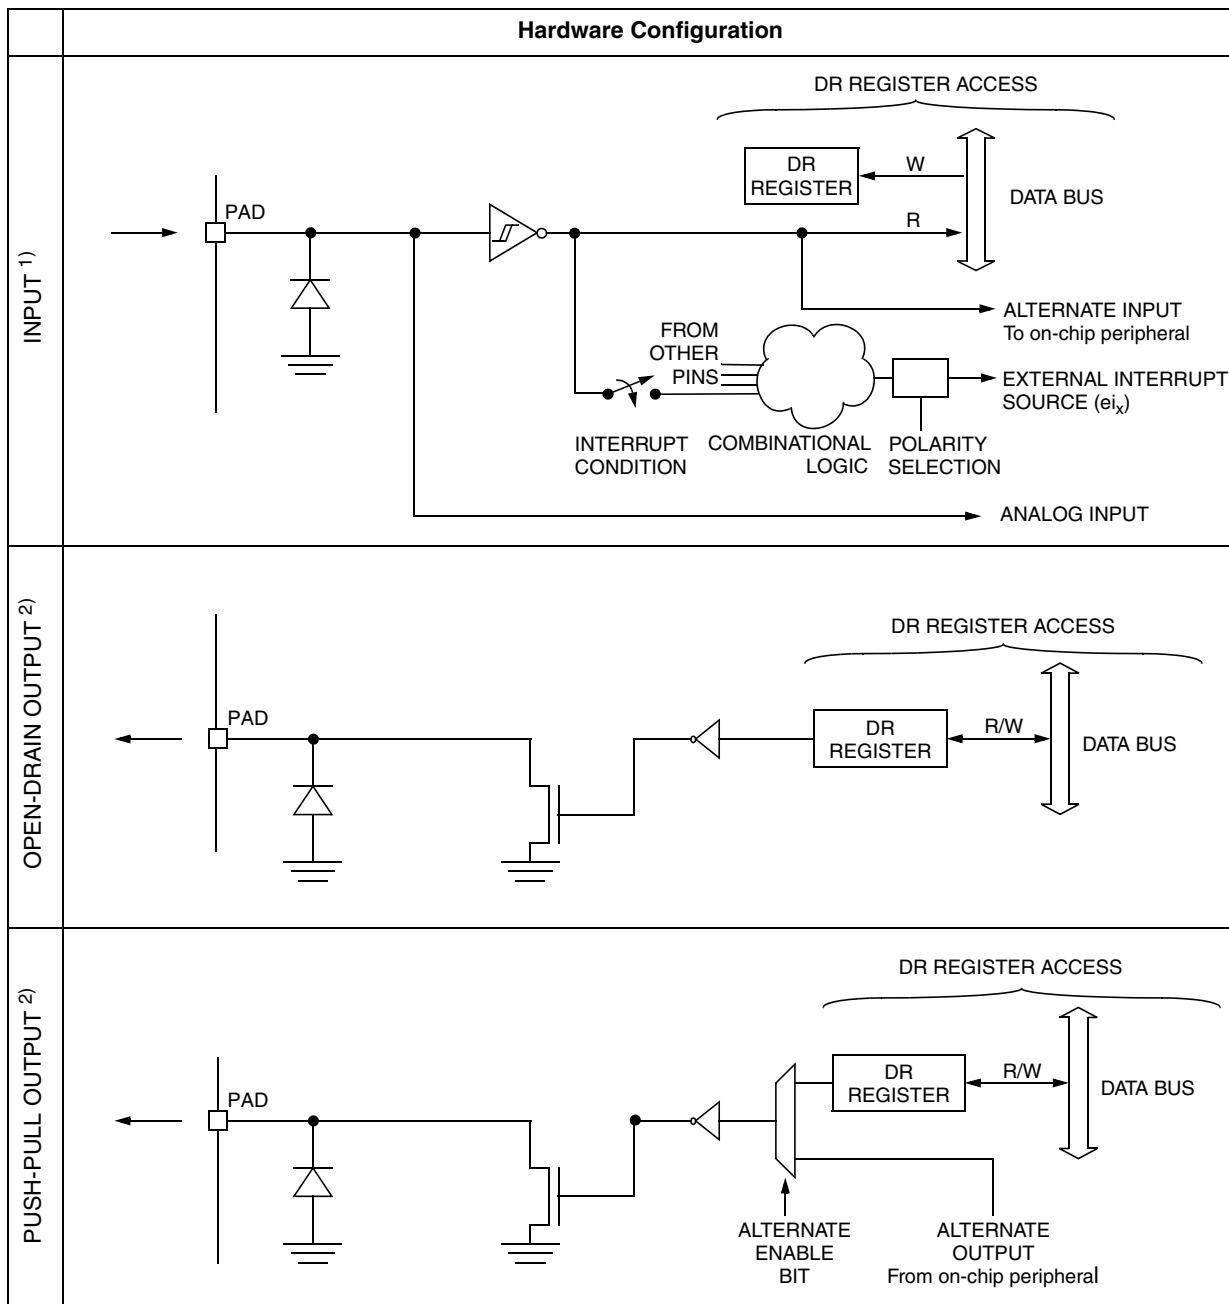 Hardware Configuration
INPUT 1)
DR REGISTER ACCESS
DR
REGISTER
W
R
DATA BUS
PAD
ALTERNATE INPUT
To on-chip peripheral
FROM
OTHER
PINS
EXTERNAL INTERRUPT
SOURCE (eix)
INTERRUPT
CONDITION
COMBINATIONAL
LOGIC
POLARITY
SELECTION
ANALOG INPUT
OPEN-DRAIN OUTPUT 2)
DR REGISTER ACCESS
PAD
DR
REGISTER
R/W
DATA BUS
PUSH-PULL OUTPUT 2)
DR REGISTER ACCESS
PAD
DR
REGISTER
R/W
DATA BUS
ALTERNATE
ENABLE
BIT
ALTERNATE
OUTPUT
From on-chip peripheral